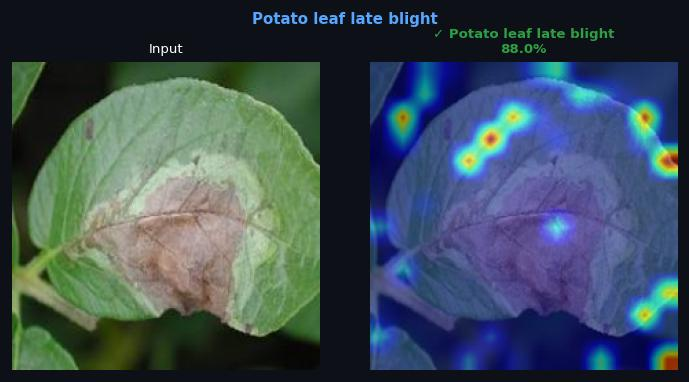 Potato leaf late blight
Input
✓ Potato leaf late blight
88.0%